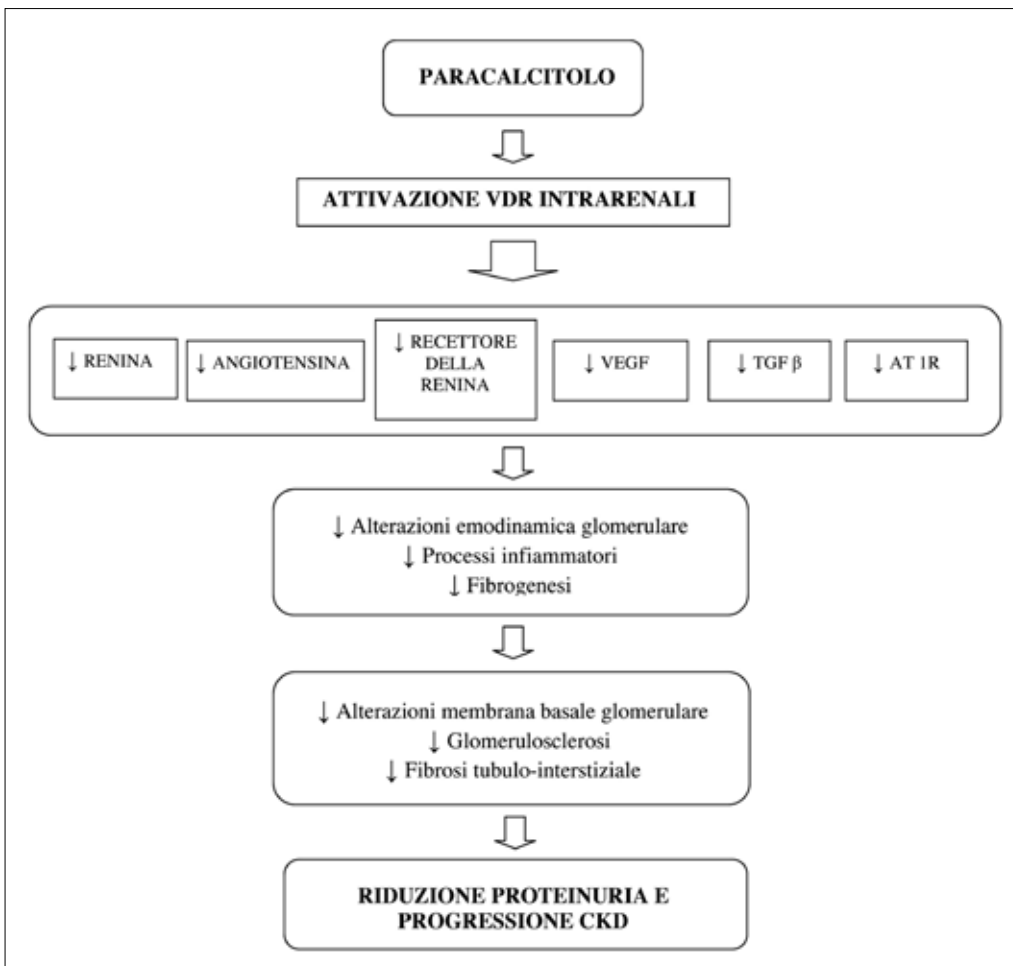 PARACALCITOLO
ATTIVAZIONE VDR INTRARENALI
↓ RENINA
↓ ANGIOTENSINA
↓ RECETTORE
DELLA
RENINA
↓ VEGF
↓ TGF β
↓ AT 1R
↓ Alterazioni emodinamica glomerulare
↓ Processi infiammatori
↓ Fibrogenesi
↓ Alterazioni membrana basale glomerulare
↓ Glomerulosclerosi
↓ Fibrosi tubulo-interstiziale
RIDUZIONE PROTEINURIA E
PROGRESSIONE CKD